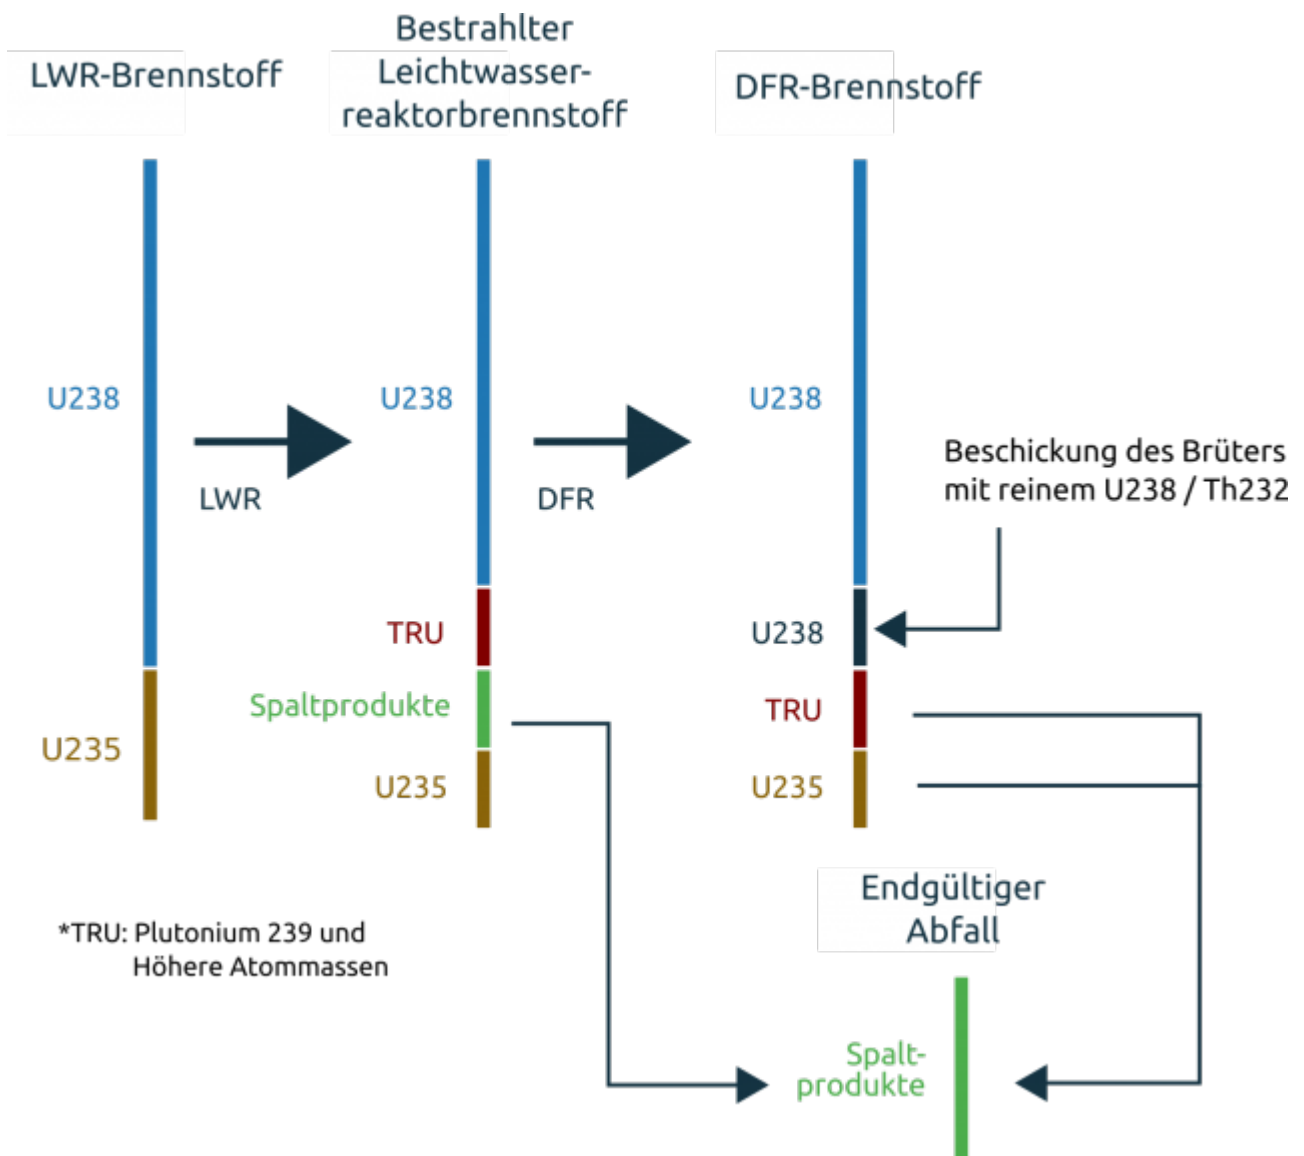 LWR-Brennstoff
Bestrahlter
Leichtwasser-
reaktorbrennstoff
DFR-Brennstoff
U238
U238
U238
LWR
DFR
Beschickung des Brüters
mit reinem U238 / Th232
TRU
U238
Spaltprodukte
TRU
U235
U235
U235
Endgültiger
Abfall
*TRU: Plutonium 239 und
Höhere Atommassen
Spalt-
produkte